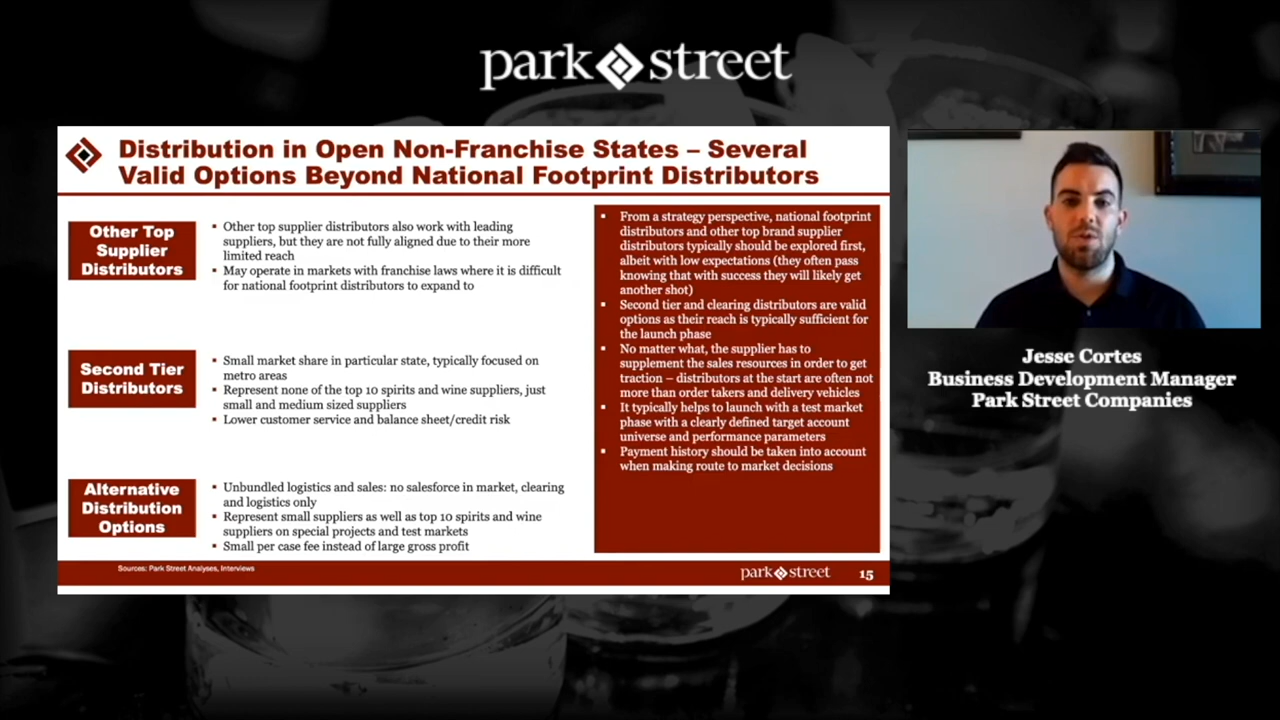 park street
Distribution in Open Non-Franchise States – Several
Valid Options Beyond National Footprint Distributors
Other Top
Supplier
Distributors
▪ Other top supplier distributors also work with leading
suppliers, but they are not fully aligned due to their more
limited reach
▪ May operate in markets with franchise laws where it is difficult
for national footprint distributors to expand to
Second Tier
Distributors
▪ Small market share in particular state, typically focused on
metro areas
▪ Represent none of the top 10 spirits and wine suppliers, just
small and medium sized suppliers
▪ Lower customer service and balance sheet/credit risk
Alternative
Distribution
Options
▪ Unbundled logistics and sales: no salesforce in market, clearing
and logistics only
▪ Represent small suppliers as well as top 10 spirits and wine
suppliers on special projects and test markets
▪ Small per case fee instead of large gross profit
▪ From a strategy perspective, national footprint
distributors and other top brand supplier
distributors typically should be explored first,
albeit with low expectations (they often pass
knowing that with success they will likely get
another shot)
▪ Second tier and clearing distributors are valid
options as their reach is typically sufficient for
the launch phase
▪ No matter what, the supplier has to
supplement the sales resources in order to get
traction – distributors at the start are often not
more than order takers and delivery vehicles
▪ It typically helps to launch with a test market
phase with a clearly defined target account
universe and performance parameters
▪ Payment history should be taken into account
when making route to market decisions
Sources: Park Street Analyses, Interviews
park street
15
Jesse Cortes
Business Development Manager
Park Street Companies